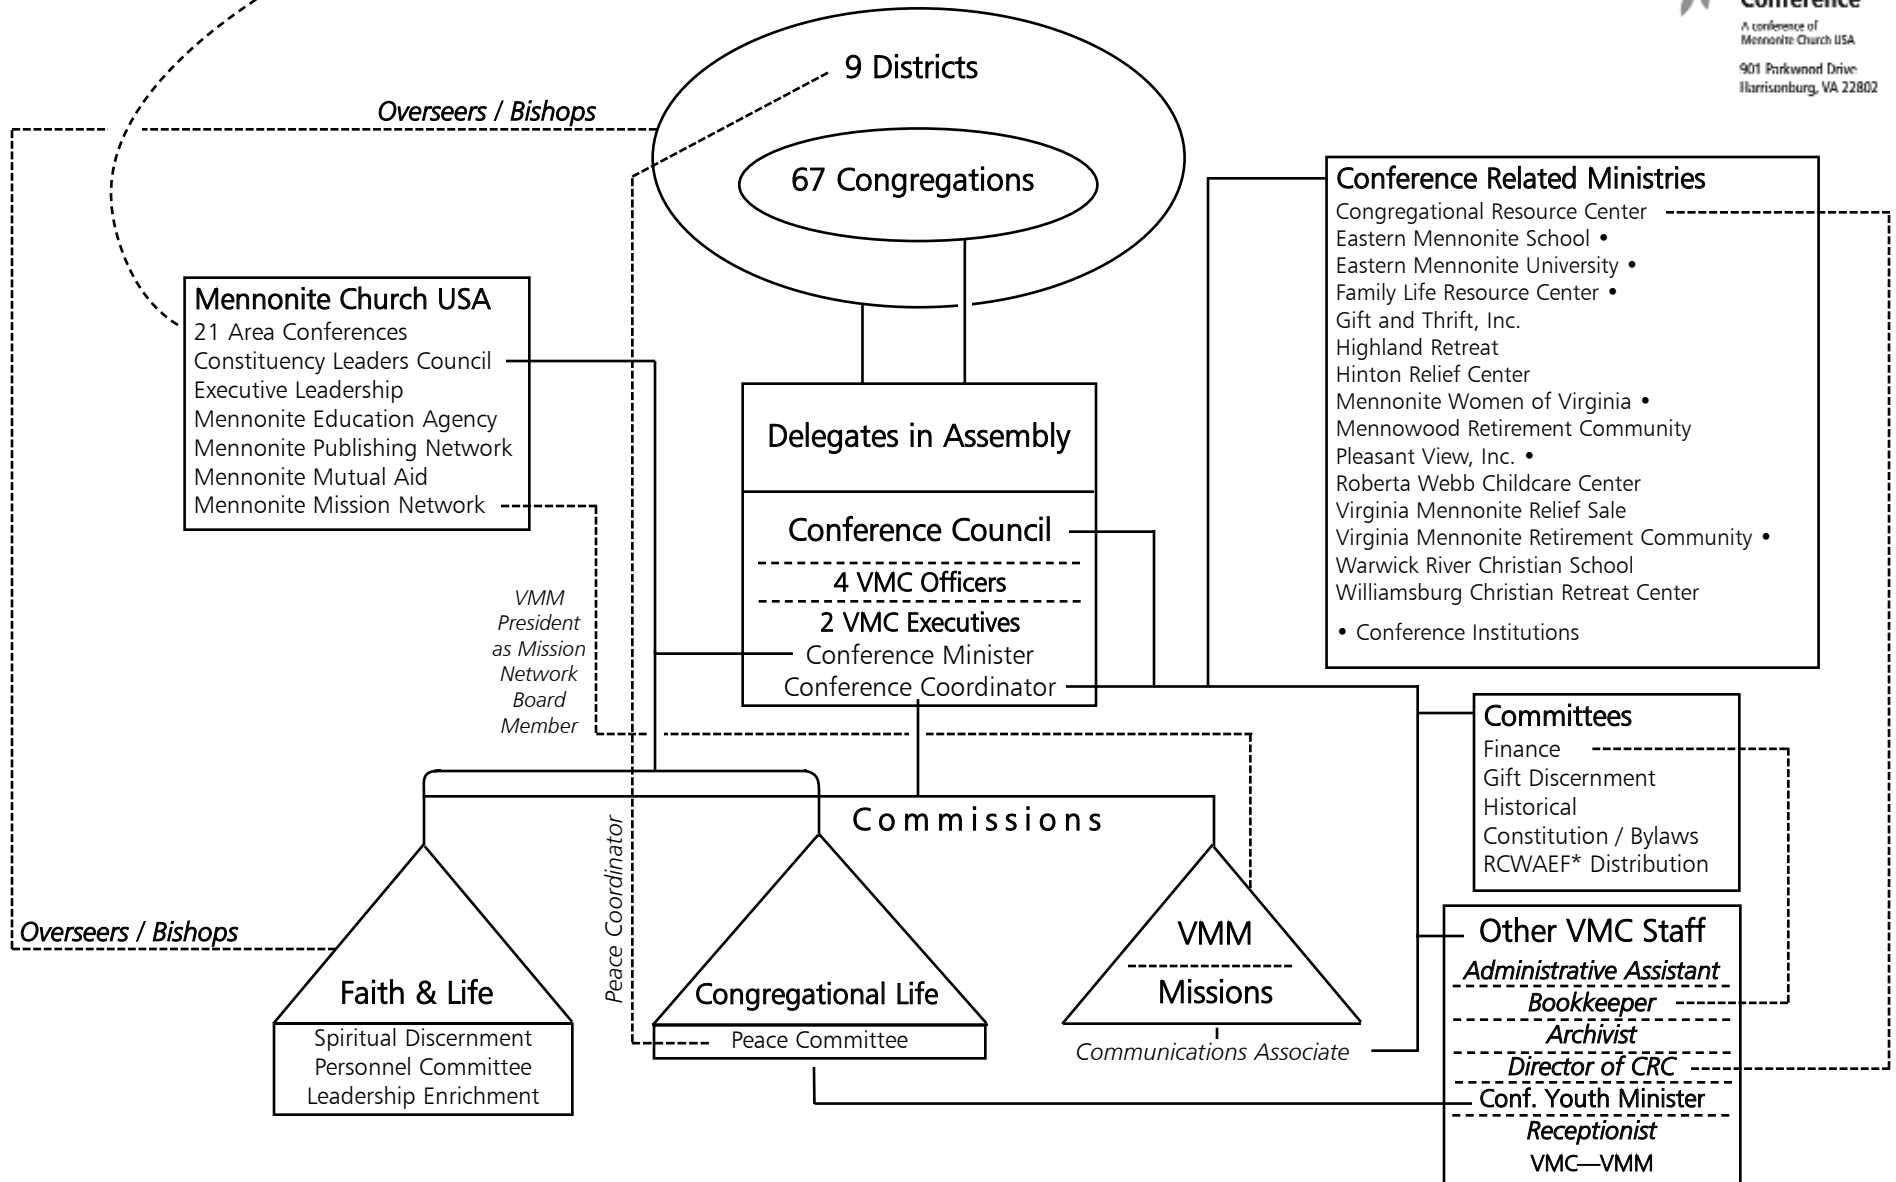 Conference
A conference of
Mennonite Church USA
901 Parkwood Drive
Harrisonburg, VA 22802
9 Districts
Overseers / Bishops
67 Congregations
Conference Related Ministries
Congregational Resource Center
Eastern Mennonite School •
Eastern Mennonite University •
Family Life Resource Center •
Gift and Thrift, Inc.
Highland Retreat
Hinton Relief Center
Mennonite Women of Virginia •
Mennowood Retirement Community
Pleasant View, Inc. •
Roberta Webb Childcare Center
Virginia Mennonite Relief Sale
Virginia Mennonite Retirement Community •
Warwick River Christian School
Williamsburg Christian Retreat Center
• Conference Institutions
Mennonite Church USA
21 Area Conferences
Constituency Leaders Council
Executive Leadership
Mennonite Education Agency
Mennonite Publishing Network
Mennonite Mutual Aid
Mennonite Mission Network
Delegates in Assembly
Conference Council
4 VMC Officers
2 VMC Executives
Conference Minister
Conference Coordinator
VMM
President
as Mission
Network
Board
Member
Committees
Finance
Gift Discernment
Historical
Constitution / Bylaws
RCWAEF* Distribution
Commissions
Peace Coordinator
Overseers / Bishops
Faith & Life
Spiritual Discernment
Personnel Committee
Leadership Enrichment
Congregational Life
Peace Committee
VMM
Missions
Communications Associate
Other VMC Staff
Administrative Assistant
Bookkeeper
Archivist
Director of CRC
Conf. Youth Minister
Receptionist
VMC—VMM